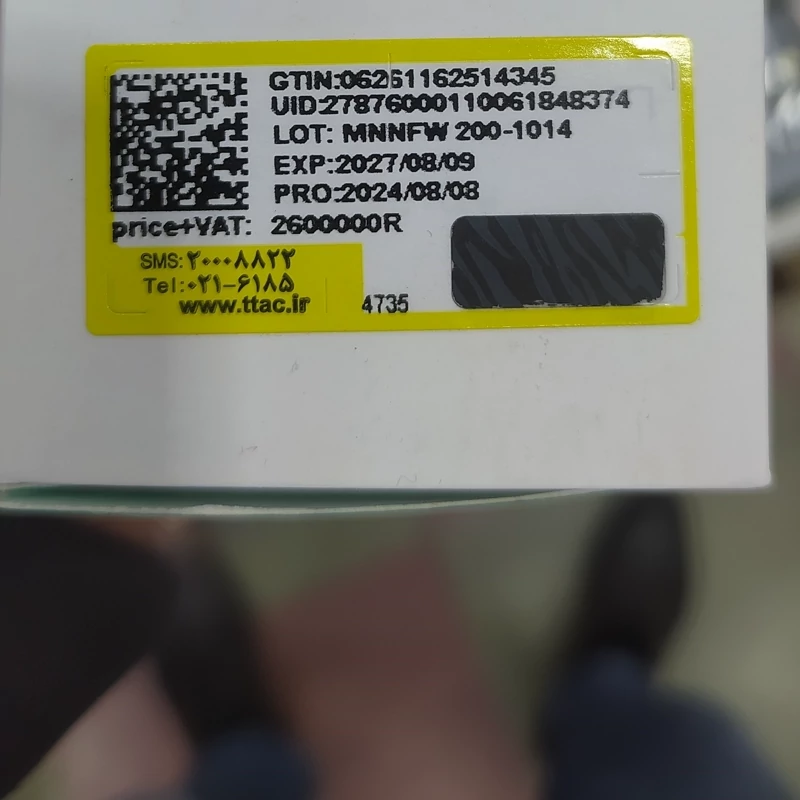 GTIN:06261162514345
UID:27876000110061848374
LOT: MNNFW 200-1014
EXP:2027/08/09
PRO:2024/08/08
price+VAT: 2600000R
SMS:۲۰۰۰۸۸۲۲
Tel:۰۲۱-۶۱۸۵
www.ttac.ir
4735